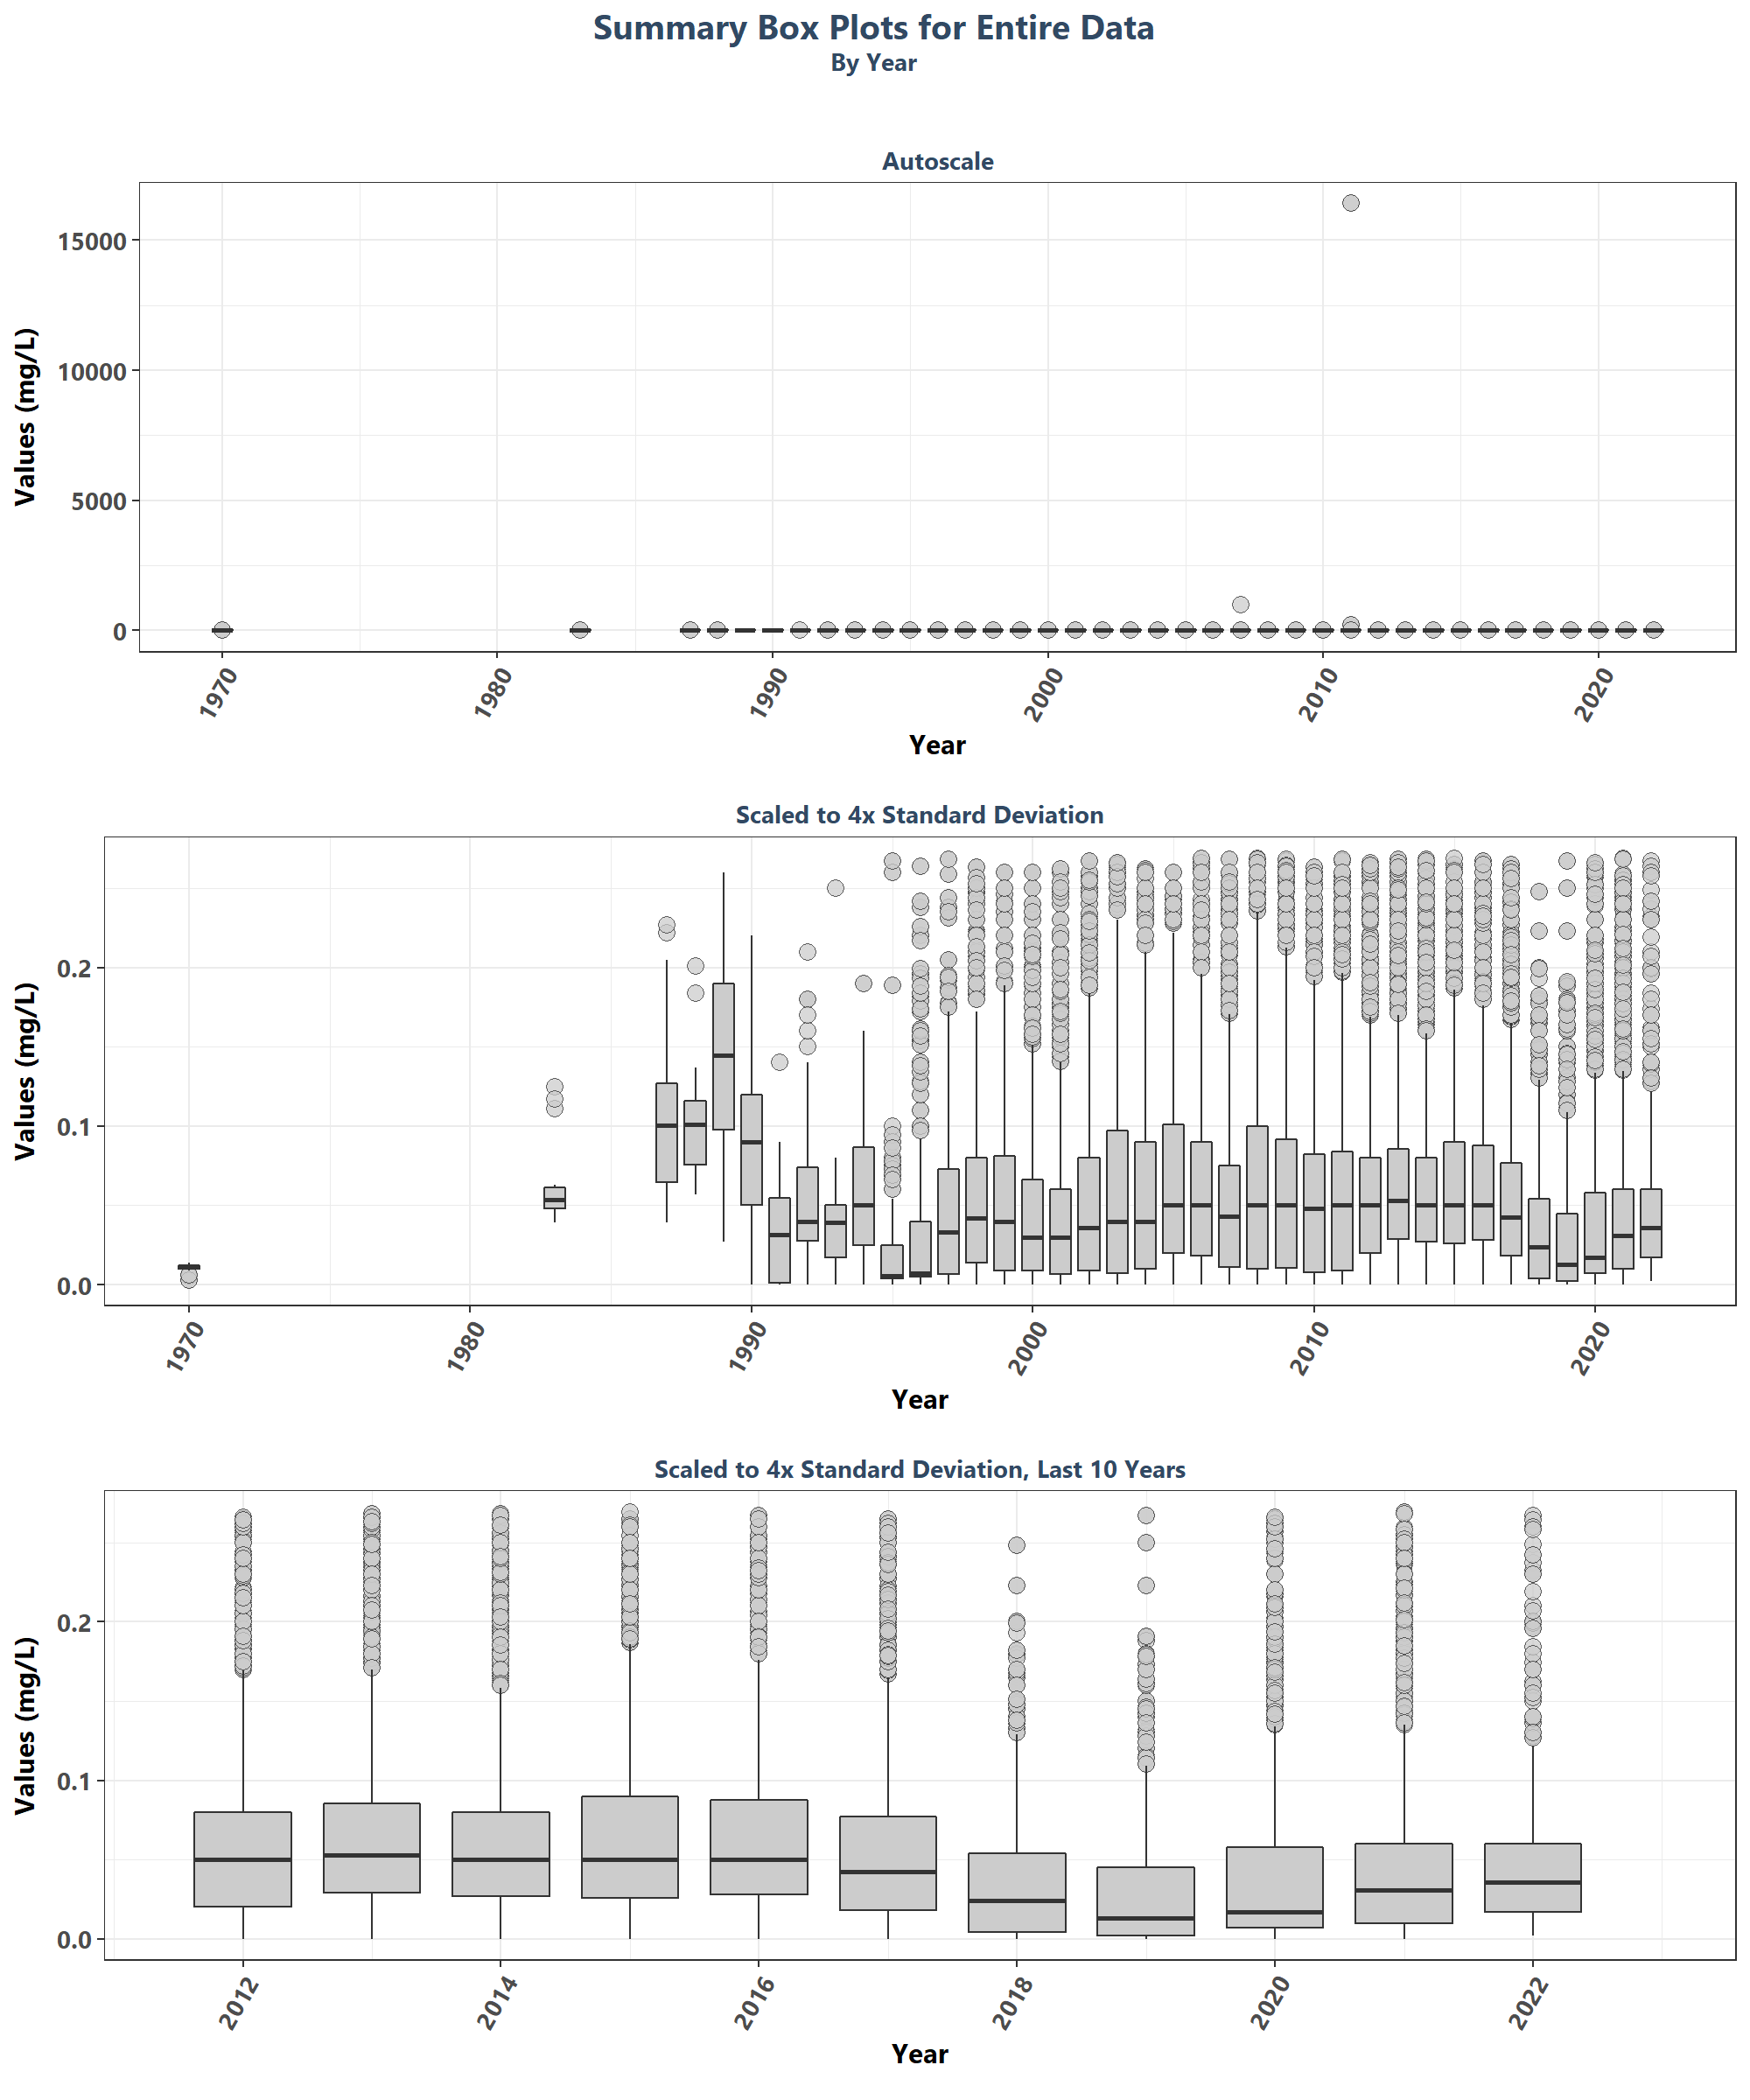 Summary Box Plots for Entire Data
By Year
Autoscale
Values (mg/L)
15000
10000
5000
0
1970
1980
1990
2000
2010
2020
Year
Scaled to 4x Standard Deviation
Values (mg/L)
0.2
0.1
0.0
1970
1980
1990
2000
2010
2020
Year
Scaled to 4x Standard Deviation, Last 10 Years
Values (mg/L)
0.2
0.1
0.0
2012
2014
2016
2018
2020
2022
Year